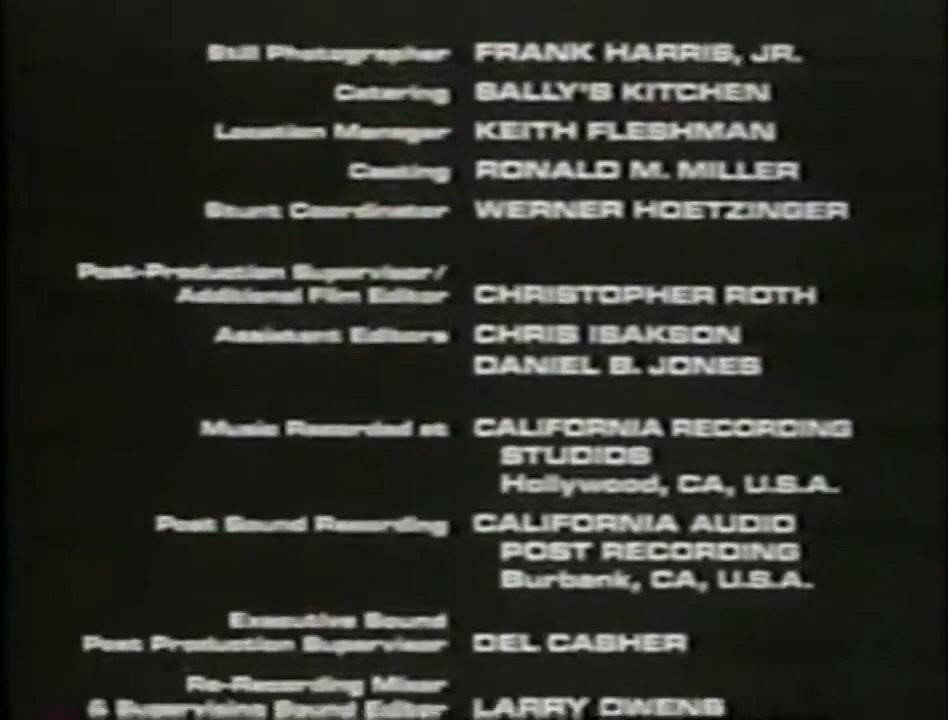 Still Photographer FRANK HARRIS, JR.
Catering SALLY'S KITCHEN
Location Manager KEITH FLESHMAN
Casting RONALD M. MILLER
Stunt Coordinator WERNER HOETZINGER
Post-Production Supervisor/
Additional Film Editor CHRISTOPHER ROTH
Assistant Editors CHRIS ISAKSON
DANIEL B. JONES
Music Recorded at CALIFORNIA RECORDING
STUDIOS
Hollywood, CA, U.S.A.
Post Sound Recording CALIFORNIA AUDIO
POST RECORDING
Burbank, CA, U.S.A.
Executive Sound
Post Production Supervisor DEL CASHER
Re-Recording Mixer
& Supervising Sound Editor LARRY OWENS